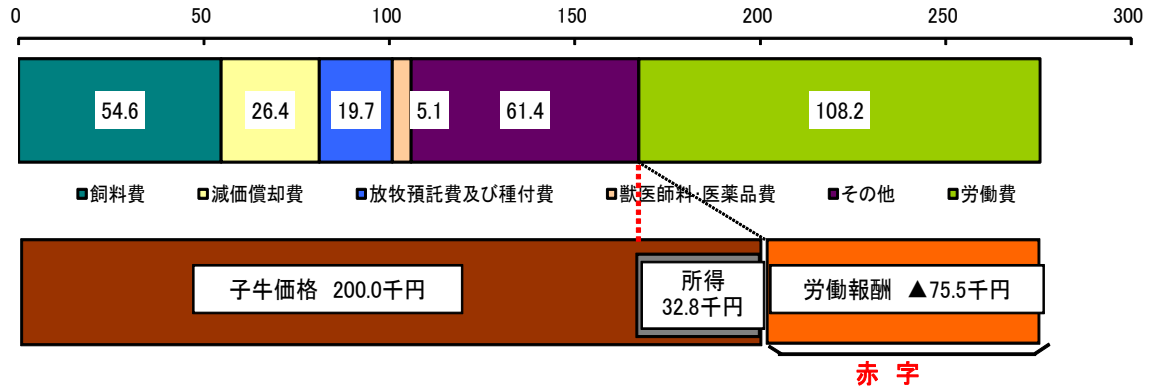 0 50 100 150 200 250 300
54.6 26.4 19.7 5.1 61.4 108.2
飼料費 減価償却費 放牧預託費及び種付費 獣医師料・医薬品費 その他 労働費
子牛価格 200.0千円
所得
32.8千円
労働報酬 ▲75.5千円
赤 字